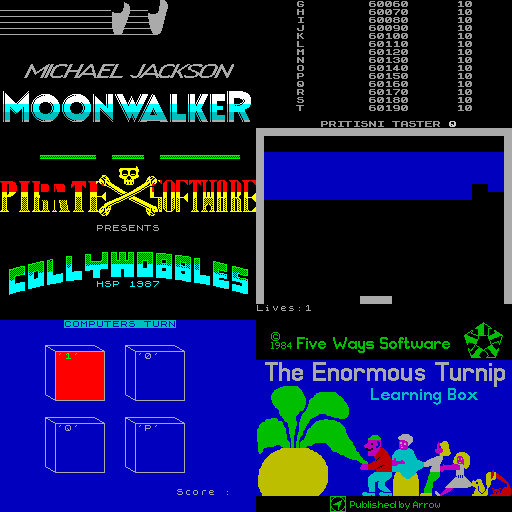 MICHAEL JACKSON
MOONWALKER
G 60060 10
H 60070 10
I 60080 10
J 60090 10
K 60100 10
L 60110 10
M 60120 10
N 60130 10
O 60140 10
P 60150 10
Q 60160 10
R 60170 10
S 60180 10
T 60190 10
PRITISNI TASTER Q
PIRATE SOFTWARE
PRESENTS
COLLYWOBBLES
HSP 1987
Lives:1
COMPUTERS TURN
'1' '0'
'Q' 'P'
Score :
© 1984 Five Ways Software
The Enormous Turnip
Learning Box
Published by Arrow